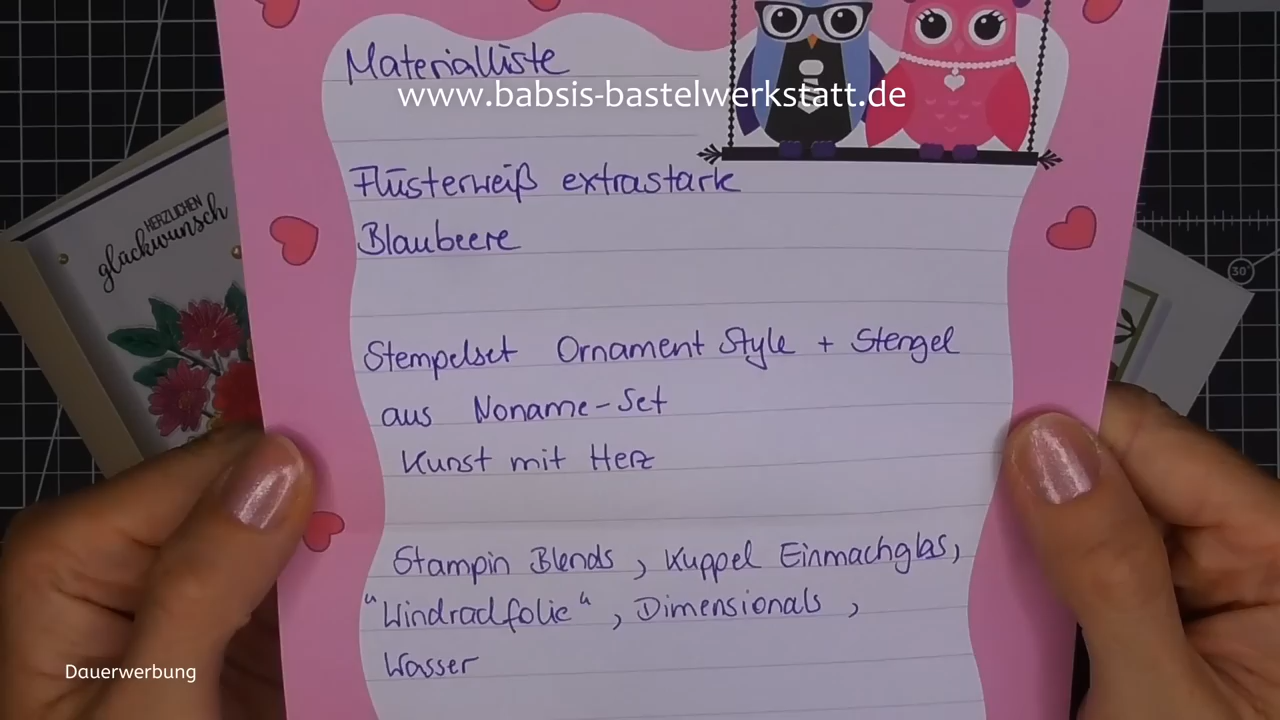 Materialliste
www.babsis-bastelwerkstatt.de
Flüsterweiß extrastark
Blaubeere
HERZLICHEN
glückwunsch
30°
Stempelset Ornament Style + Stengel
aus Noname-Set
Kunst mit Herz
Stampin Blends, Kuppel Einmachglas,
"Windradfolie", Dimensionals,
Wasser
Dauerwerbung